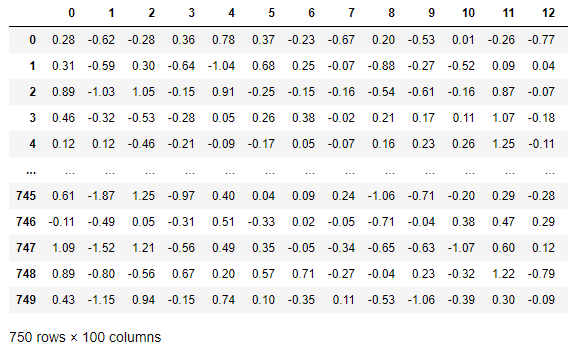 0 1 2 3 4 5 6 7 8 9 10 11 12
0 0.28 -0.62 -0.28 0.36 0.78 0.37 -0.23 -0.67 0.20 -0.53 0.01 -0.26 -0.77
1 0.31 -0.59 0.30 -0.64 -1.04 0.68 0.25 -0.07 -0.88 -0.27 -0.52 0.09 0.04
2 0.89 -1.03 1.05 -0.15 0.91 -0.25 -0.15 -0.16 -0.54 -0.61 -0.16 0.87 -0.07
3 0.46 -0.32 -0.53 -0.28 0.05 0.26 0.38 -0.02 0.21 0.17 0.11 1.07 -0.18
4 0.12 0.12 -0.46 -0.21 -0.09 -0.17 0.05 -0.07 0.16 0.23 0.26 1.25 -0.11
... ... ... ... ... ... ... ... ... ... ... ... ... ...
745 0.61 -1.87 1.25 -0.97 0.40 0.04 0.09 0.24 -1.06 -0.71 -0.20 0.29 -0.28
746 -0.11 -0.49 0.05 -0.31 0.51 -0.33 0.02 -0.05 -0.71 -0.04 0.38 0.47 0.29
747 1.09 -1.52 1.21 -0.56 0.49 0.35 -0.05 -0.34 -0.65 -0.63 -1.07 0.60 0.12
748 0.89 -0.80 -0.56 0.67 0.20 0.57 0.71 -0.27 -0.04 0.23 -0.32 1.22 -0.79
749 0.43 -1.15 0.94 -0.15 0.74 0.10 -0.35 0.11 -0.53 -1.06 -0.39 0.30 -0.09
750 rows × 100 columns